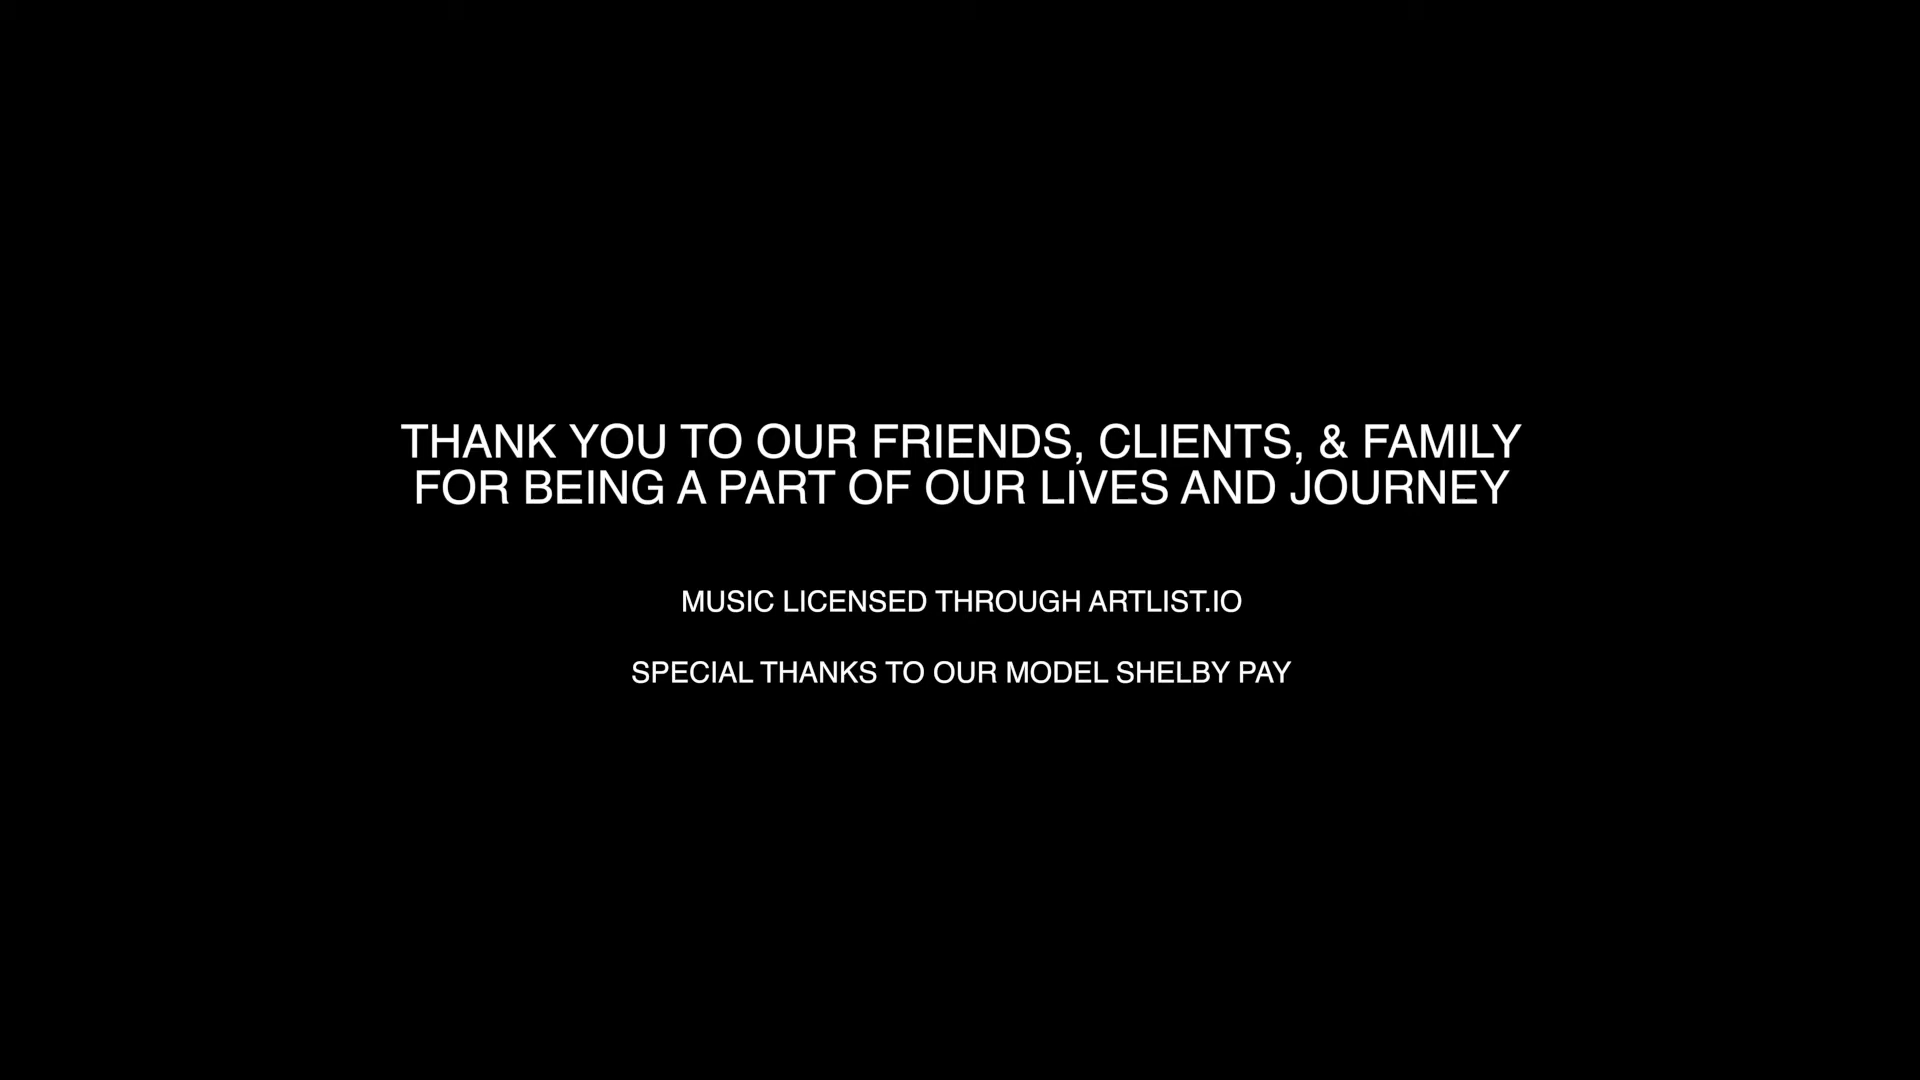 THANK YOU TO OUR FRIENDS, CLIENTS, & FAMILY
FOR BEING A PART OF OUR LIVES AND JOURNEY
MUSIC LICENSED THROUGH ARTLIST.IO
SPECIAL THANKS TO OUR MODEL SHELBY PAY